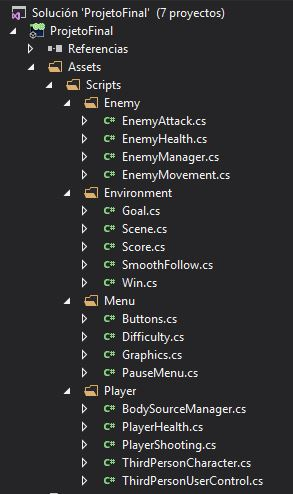 Solución 'ProjetoFinal' (7 proyectos)
ProjetoFinal
Referencias
Assets
Scripts
Enemy
C# EnemyAttack.cs
C# EnemyHealth.cs
C# EnemyManager.cs
C# EnemyMovement.cs
Environment
C# Goal.cs
C# Scene.cs
C# Score.cs
C# SmoothFollow.cs
C# Win.cs
Menu
C# Buttons.cs
C# Difficulty.cs
C# Graphics.cs
C# PauseMenu.cs
Player
C# BodySourceManager.cs
C# PlayerHealth.cs
C# PlayerShooting.cs
C# ThirdPersonCharacter.cs
C# ThirdPersonUserControl.cs